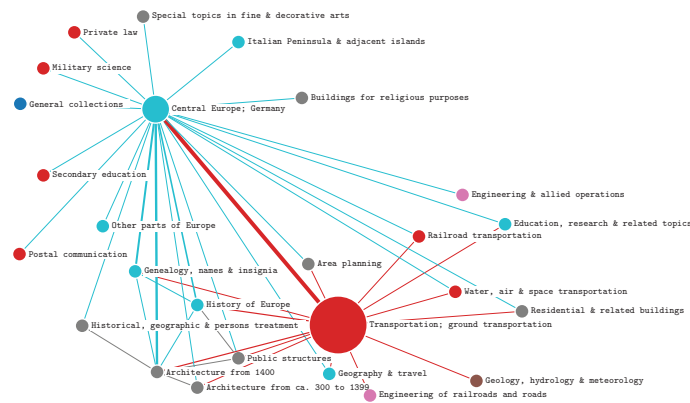 Special topics in fine & decorative arts
Private law
Italian Peninsula & adjacent islands
Military science
Buildings for religious purposes
General collections
Central Europe; Germany
Secondary education
Engineering & allied operations
Other parts of Europe
Education, research & related topics
Railroad transportation
Postal communication
Area planning
Genealogy, names & insignia
Water, air & space transportation
History of Europe
Residential & related buildings
Historical, geographic & persons treatment
Transportation; ground transportation
Public structures
Architecture from 1400
Geography & travel
Geology, hydrology & meteorology
Architecture from ca. 300 to 1399
Engineering of railroads and roads